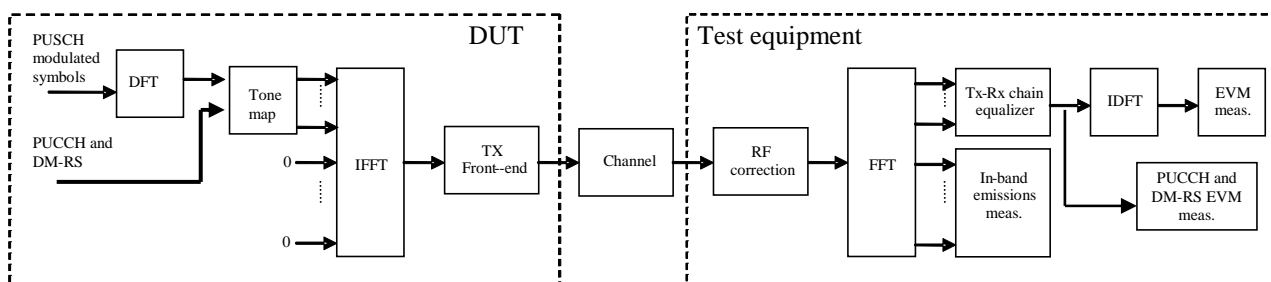 DUT
Test equipment
PUSCH
modulated
symbols
DFT
Tone
map
PUCCH and
DM-RS
0
0
IFFT
TX
Front--end
Channel
RF
correction
FFT
Tx-Rx chain
equalizer
IDFT
EVM
meas.
In-band
emissions
meas.
PUCCH and
DM-RS EVM
meas.